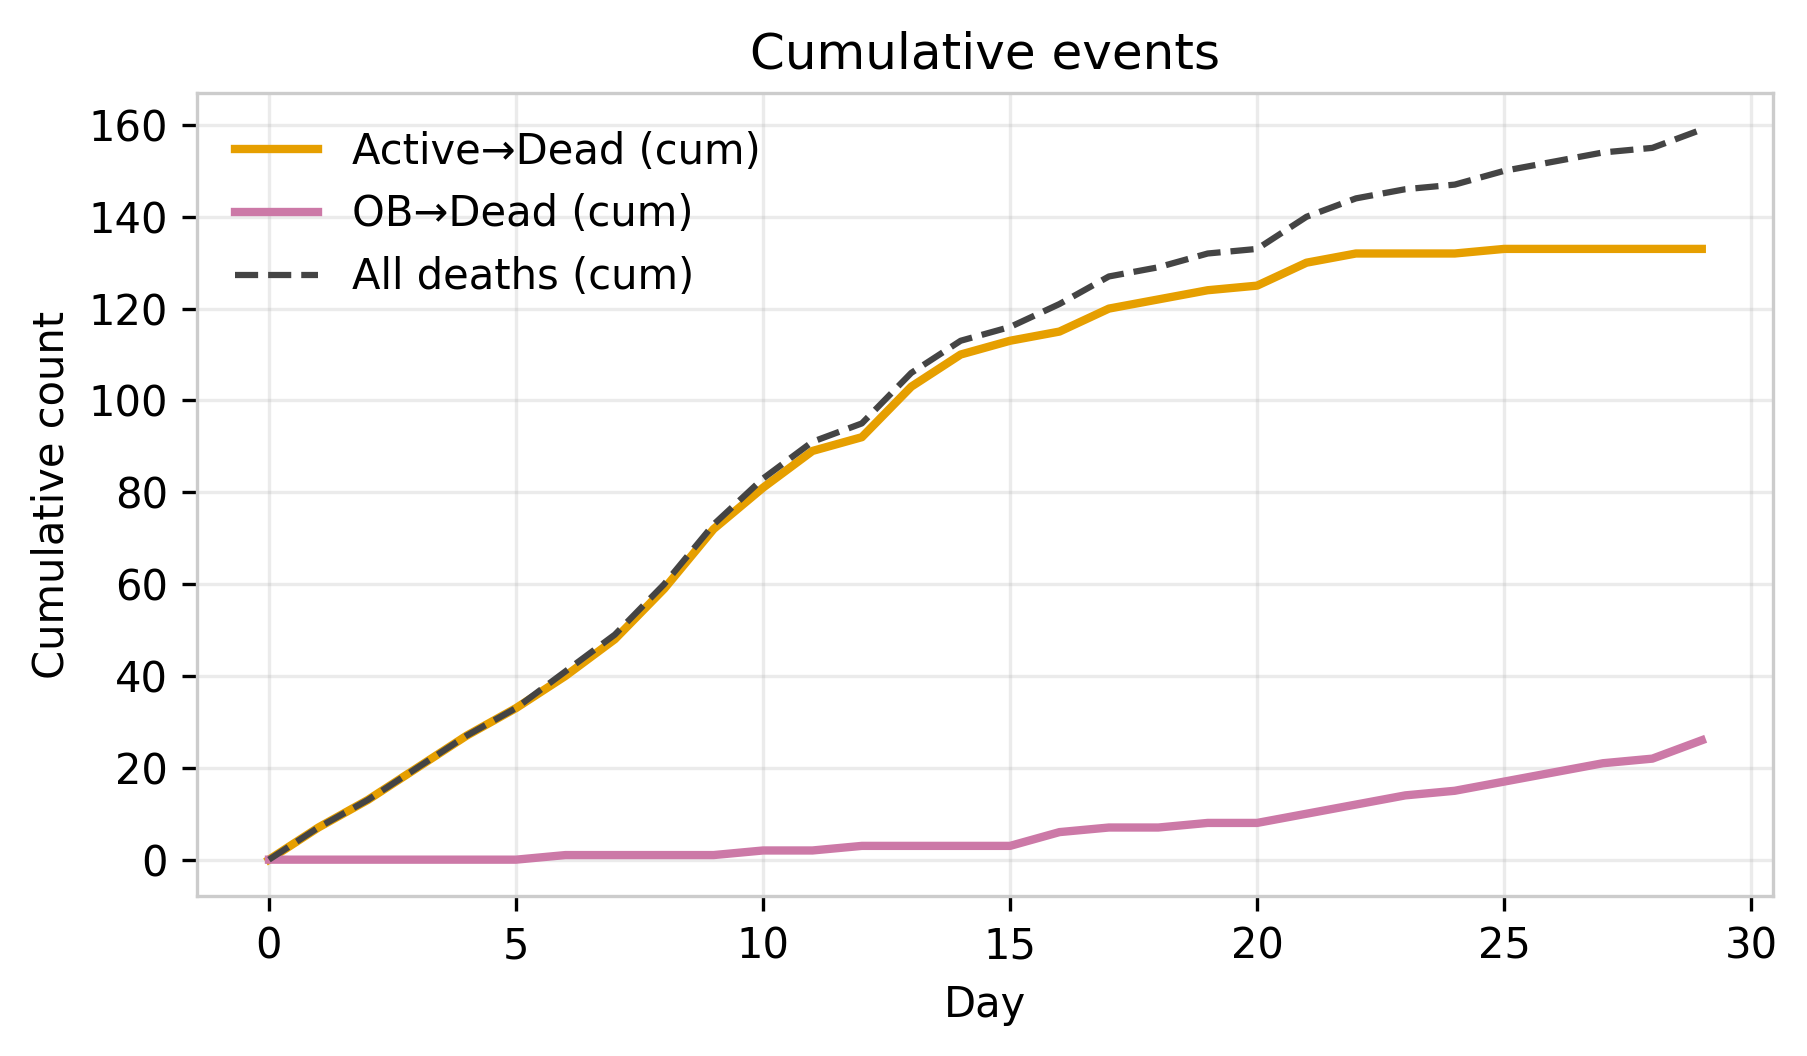 Cumulative events
Active→Dead (cum)
OB→Dead (cum)
All deaths (cum)
Cumulative count
160
140
120
100
80
60
40
20
0
0 5 10 15 20 25 30
Day